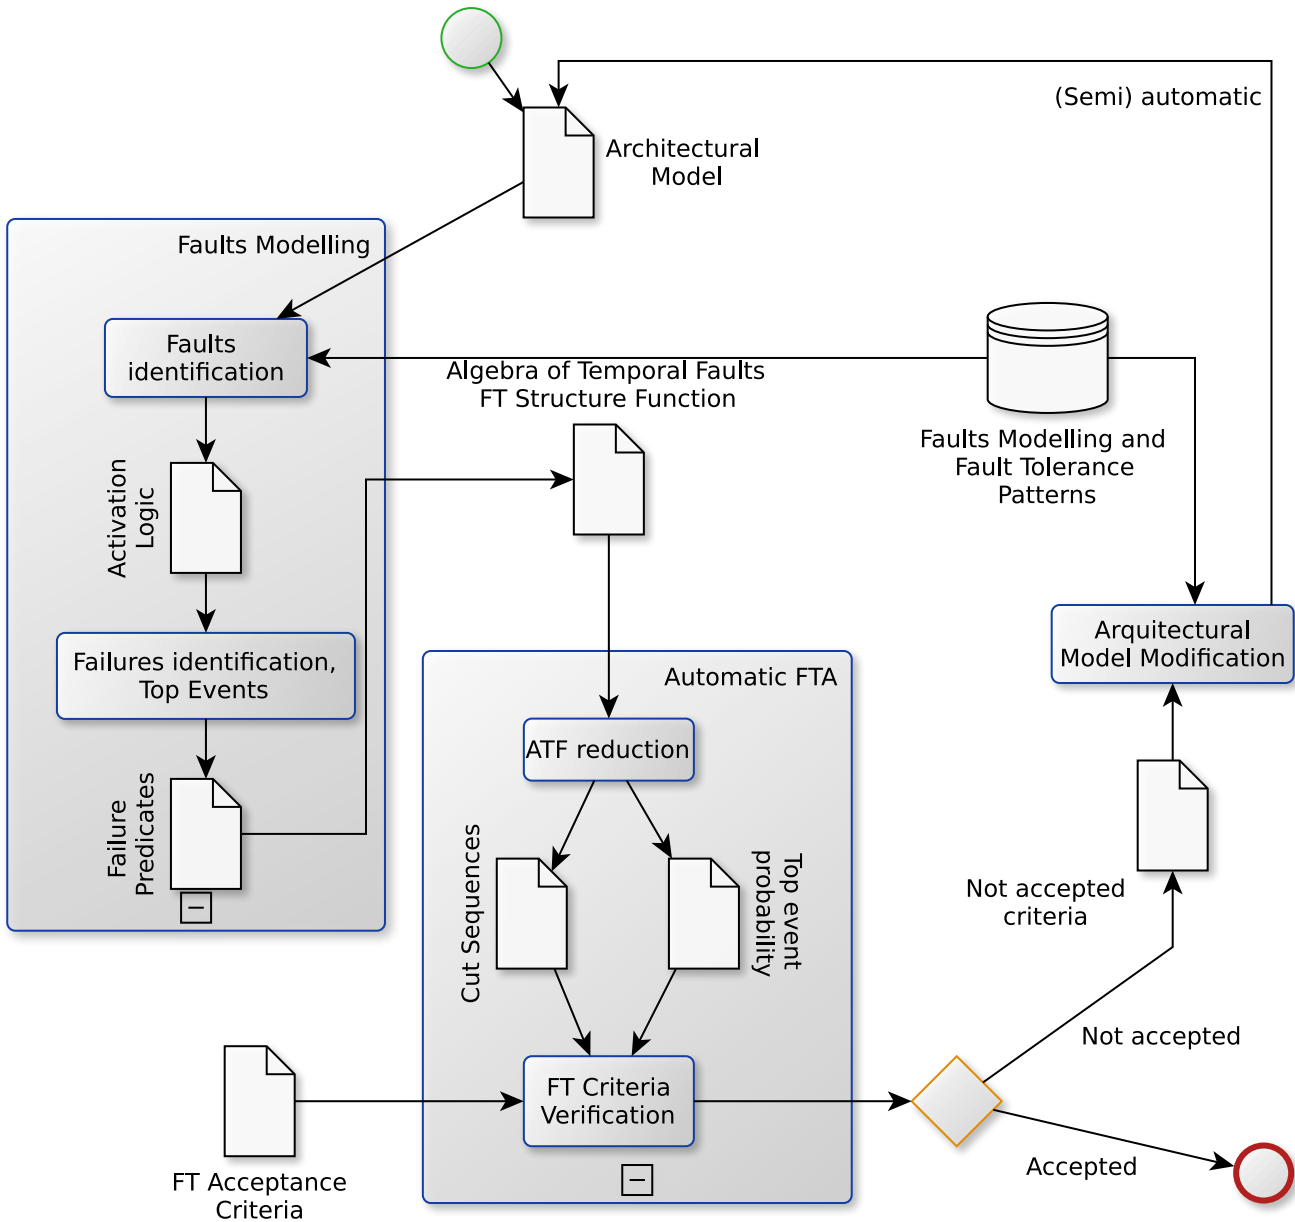 (Semi) automatic
Architectural
Model
Faults Modelling
Faults
identification
Algebra of Temporal Faults
FT Structure Function
Faults Modelling and
Fault Tolerance
Patterns
Activation
Logic
Failures identification,
Top Events
Arquitectural
Model Modification
Automatic FTA
ATF reduction
Failure
Predicates
Cut Sequences
Top event
probability
Not accepted
criteria
Not accepted
FT Criteria
Verification
Accepted
FT Acceptance
Criteria